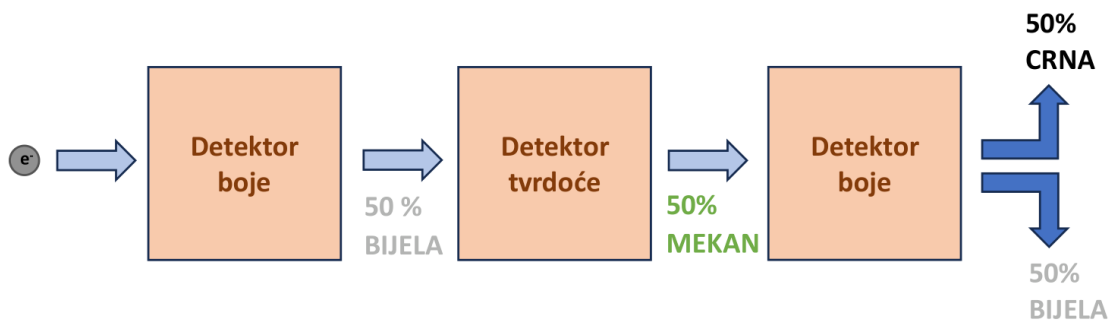 e-
Detektor
boje
50 %
BIJELA
Detektor
tvrdoće
50%
MEKAN
Detektor
boje
50%
CRNA
50%
BIJELA